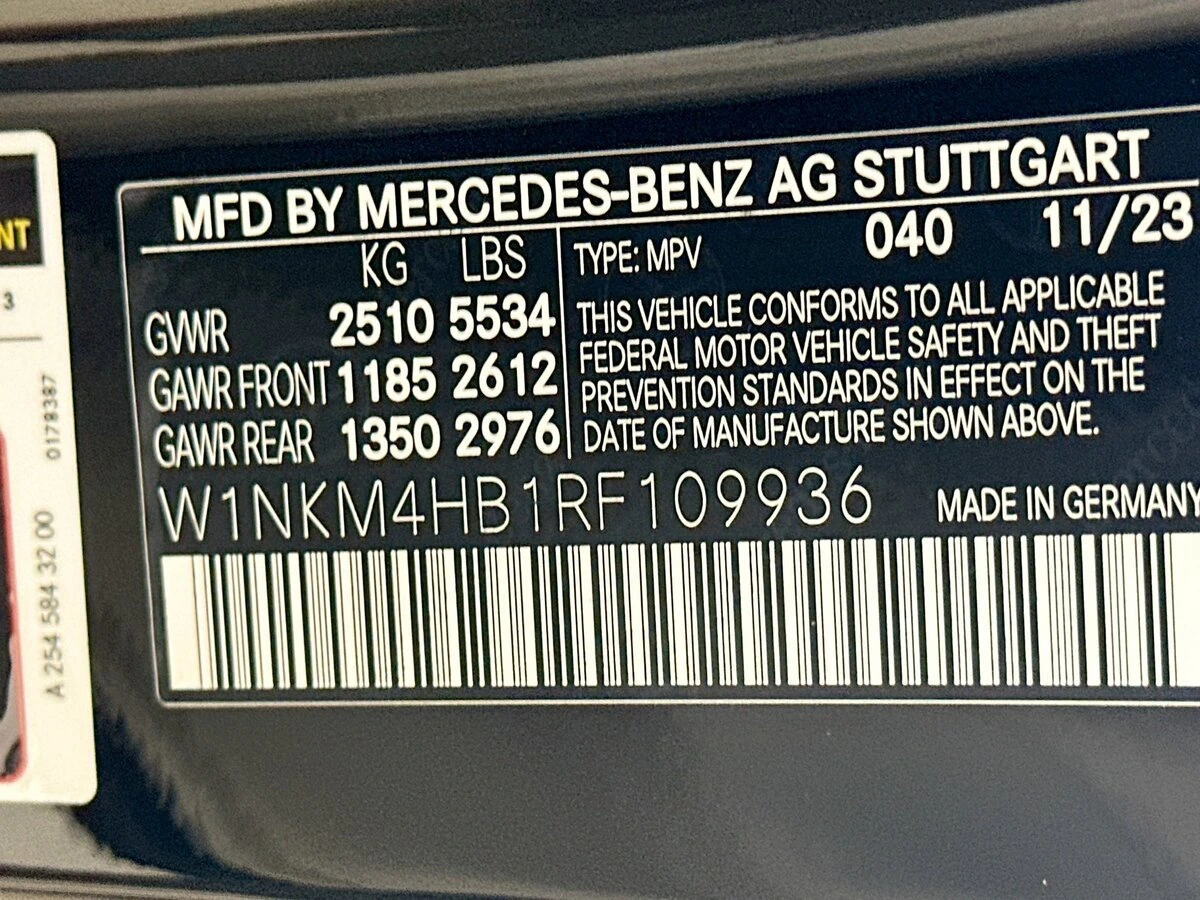 MFD BY MERCEDES-BENZ AG STUTTGART
KG LBS
GVWR 2510 5534
GAWR FRONT 1185 2612
GAWR REAR 1350 2976
TYPE: MPV 040 11/23
THIS VEHICLE CONFORMS TO ALL APPLICABLE
FEDERAL MOTOR VEHICLE SAFETY AND THEFT
PREVENTION STANDARDS IN EFFECT ON THE
DATE OF MANUFACTURE SHOWN ABOVE.
W1NKM4HB1RF109936 MADE IN GERMANY
NT
3
0178387
A 254 584 32 00